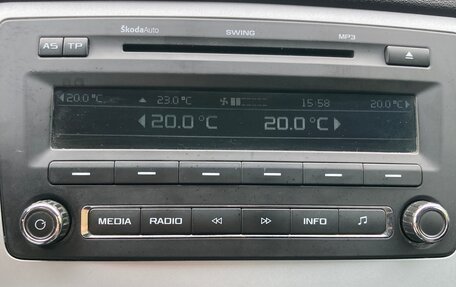 ŠkodaAuto SWING MP3
AS TP
20.0°C 23.0°C 15:58 20.0°C
20.0°C 20.0°C
MEDIA RADIO INFO